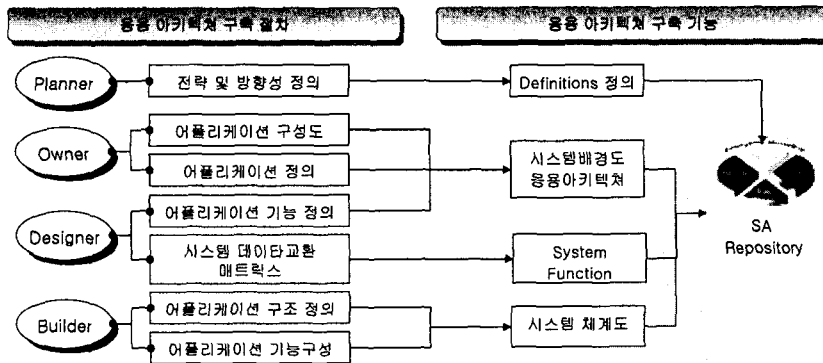 응용 아키텍쳐 구축 절차
응용 아키텍쳐 구축 기능
Planner
전략 및 방향성 정의
Definitions 정의
Owner
어플리케이션 구성도
어플리케이션 정의
시스템배경도
응용아키텍쳐
Designer
어플리케이션 기능 정의
시스템 데이타교환
매트릭스
System
Function
SA
Repository
Builder
어플리케이션 구조 정의
어플리케이션 기능구성
시스템 체계도